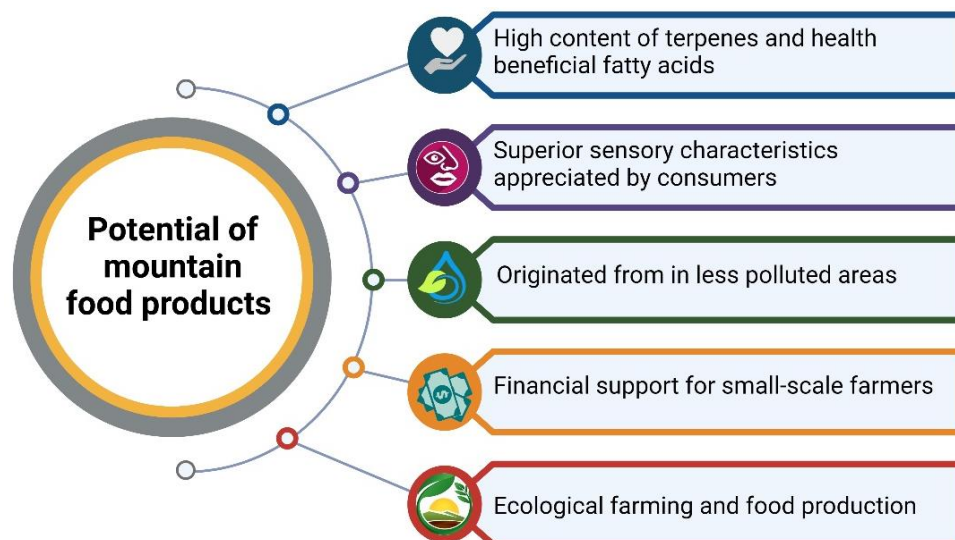 Potential of
mountain
food products
High content of terpenes and health
beneficial fatty acids
Superior sensory characteristics
appreciated by consumers
Originated from in less polluted areas
Financial support for small-scale farmers
Ecological farming and food production